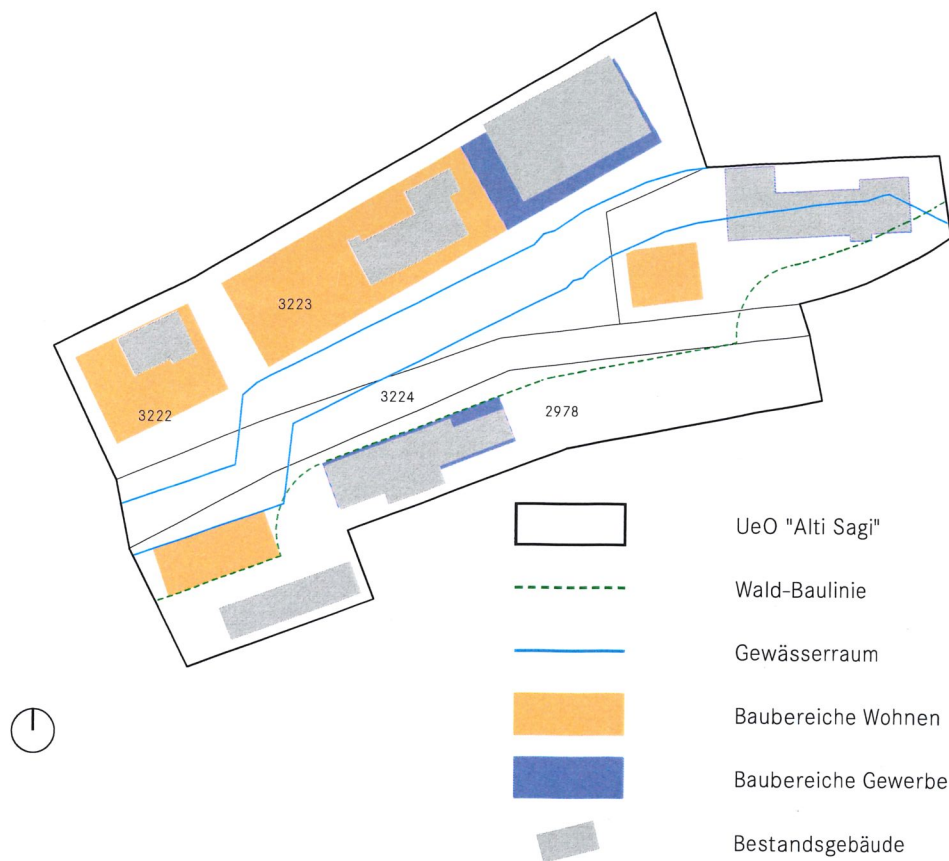 3223
3222
3224
2978
UeO "Alti Sagi"
Wald-Baulinie
Gewässerraum
Baubereiche Wohnen
Baubereiche Gewerbe
Bestandsgebäude